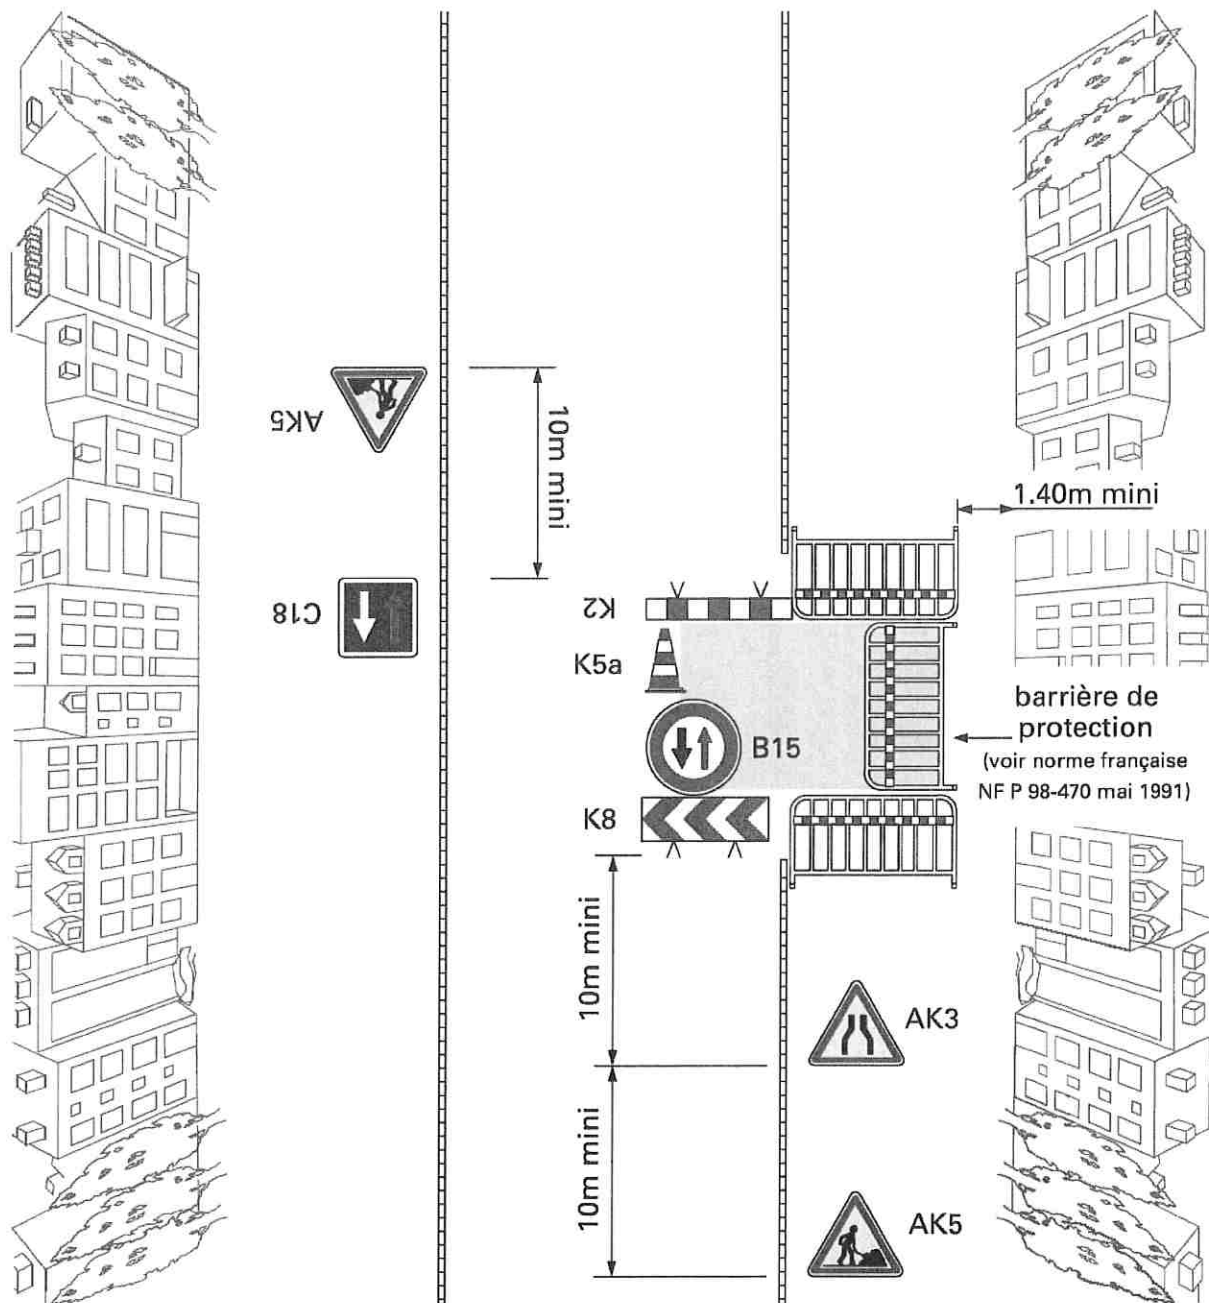 AK5
10m mini
1.40m mini
C18
K2
K5a
B15
barrière de
protection
(voir norme française
NF P 98-470 mai 1991)
K8
10m mini
AK3
10m mini
AK5